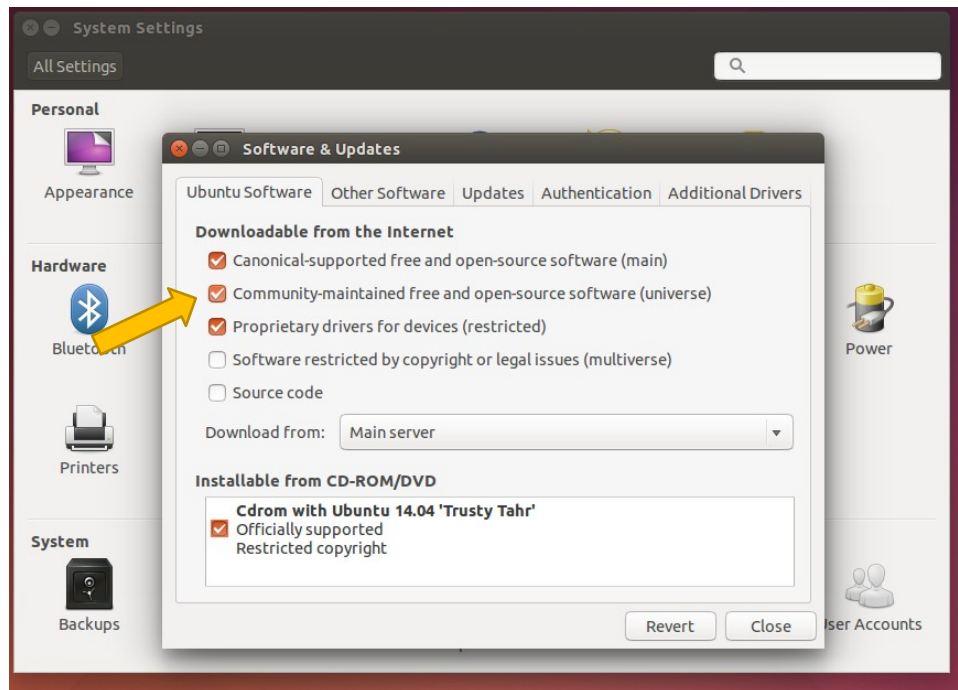 System Settings
All Settings
Personal
Appearance
Software & Updates
Ubuntu Software Other Software Updates Authentication Additional Drivers
Downloadable from the Internet
Canonical-supported free and open-source software (main)
Hardware
Community-maintained free and open-source software (universe)
Proprietary drivers for devices (restricted)
Bluetooth
Power
Software restricted by copyright or legal issues (multiverse)
Source code
Download from: Main server
Printers
Installable from CD-ROM/DVD
Cdrom with Ubuntu 14.04 'Trusty Tahr'
Officially supported
Restricted copyright
System
Backups
Revert Close
User Accounts